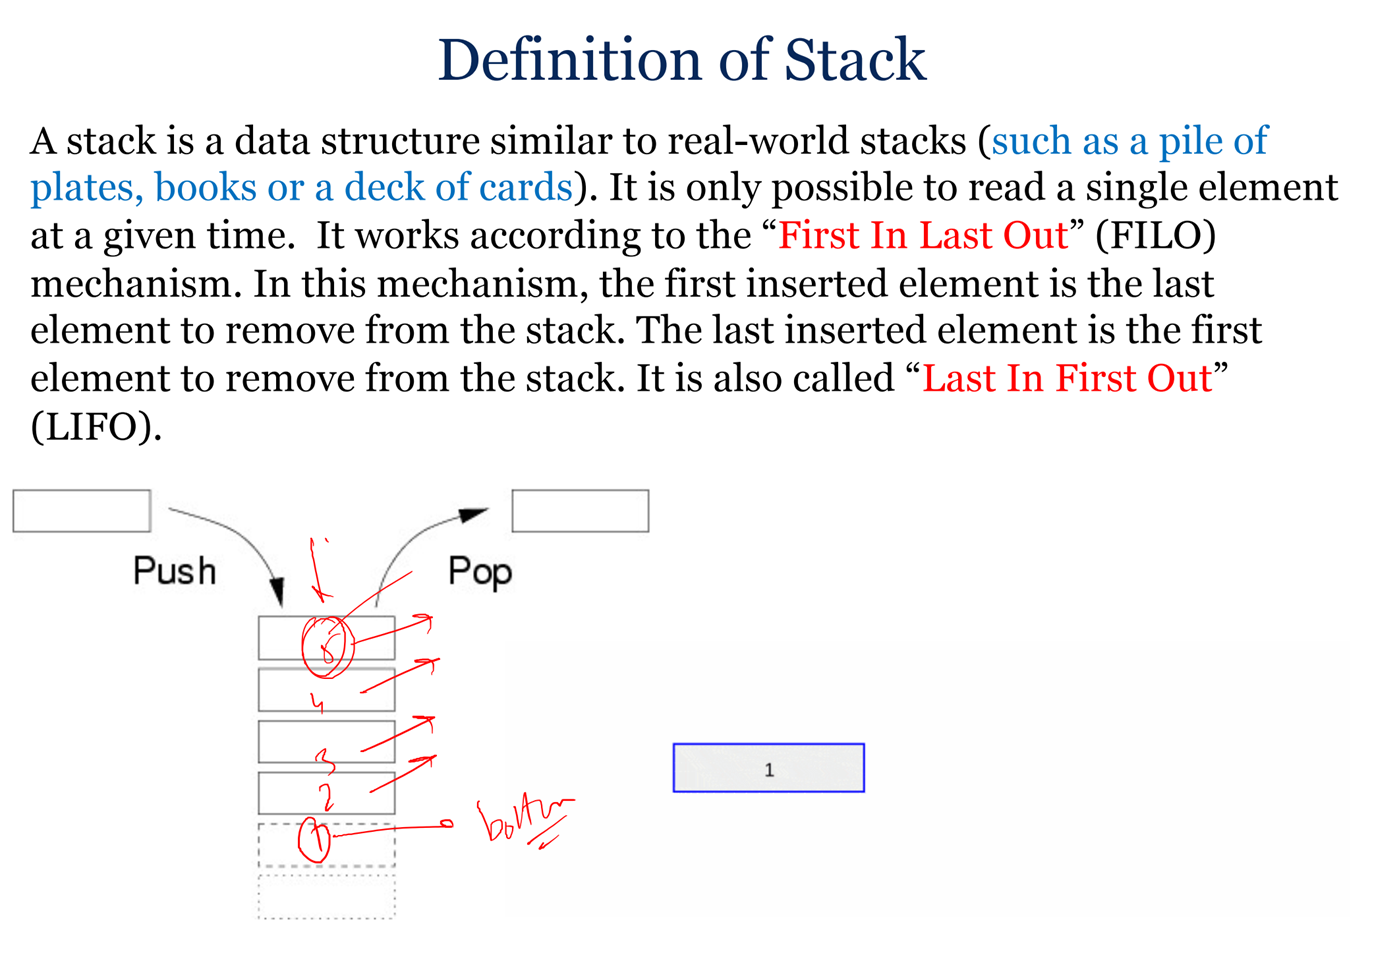 Definition of Stack
A stack is a data structure similar to real-world stacks (such as a pile of
plates, books or a deck of cards). It is only possible to read a single element
at a given time.  It works according to the “First In Last Out” (FILO)
mechanism. In this mechanism, the first inserted element is the last
element to remove from the stack. The last inserted element is the first
element to remove from the stack. It is also called “Last In First Out”
(LIFO).
Push
Pop
5
4
3
2
1
bottom
1